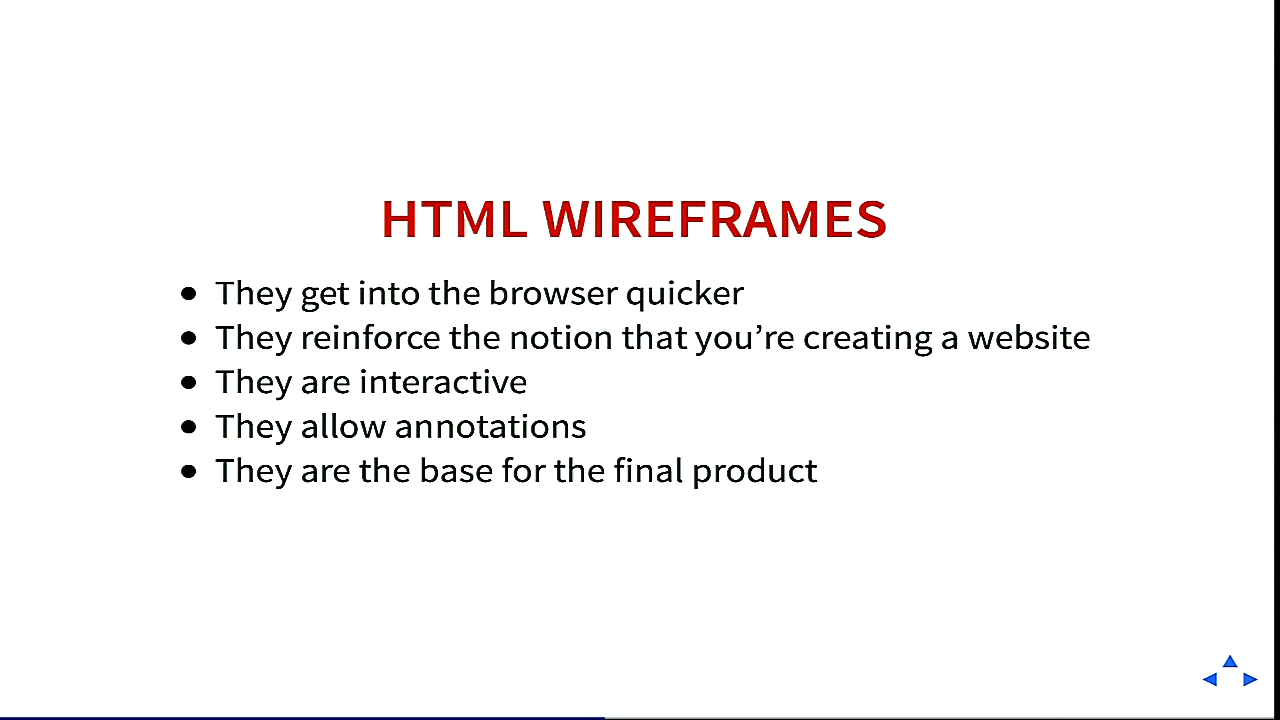 HTML WIREFRAMES
• They get into the browser quicker
• They reinforce the notion that you’re creating a website
• They are interactive
• They allow annotations
• They are the base for the final product